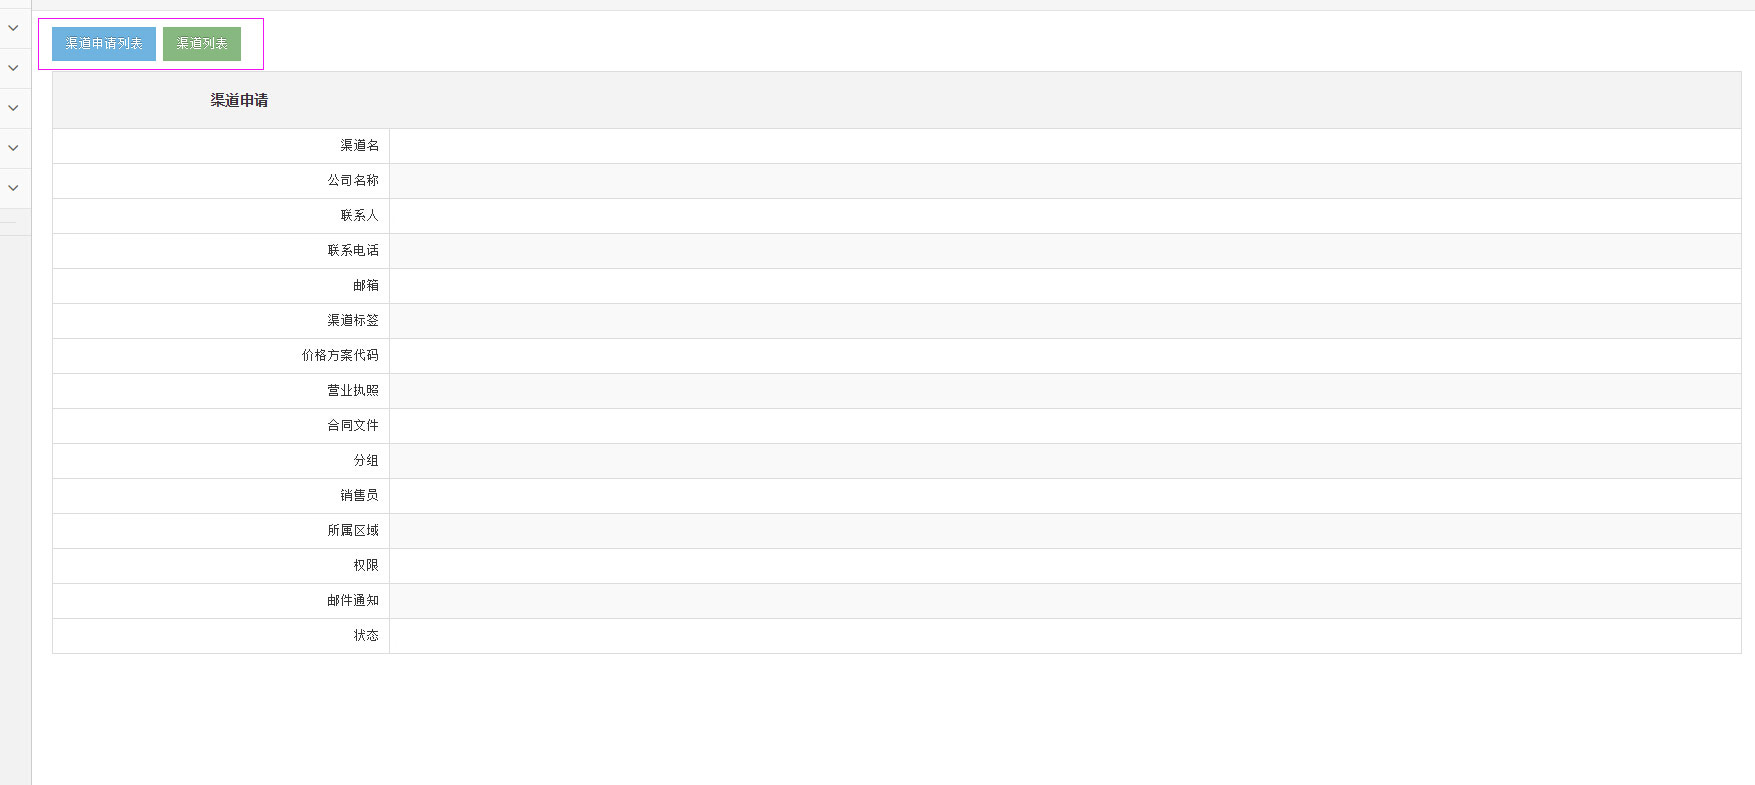 渠道申请列表 渠道列表
渠道申请
渠道名
公司名称
联系人
联系电话
邮箱
渠道标签
价格方案代码
营业执照
合同文件
分组
销售员
所属区域
权限
邮件通知
状态